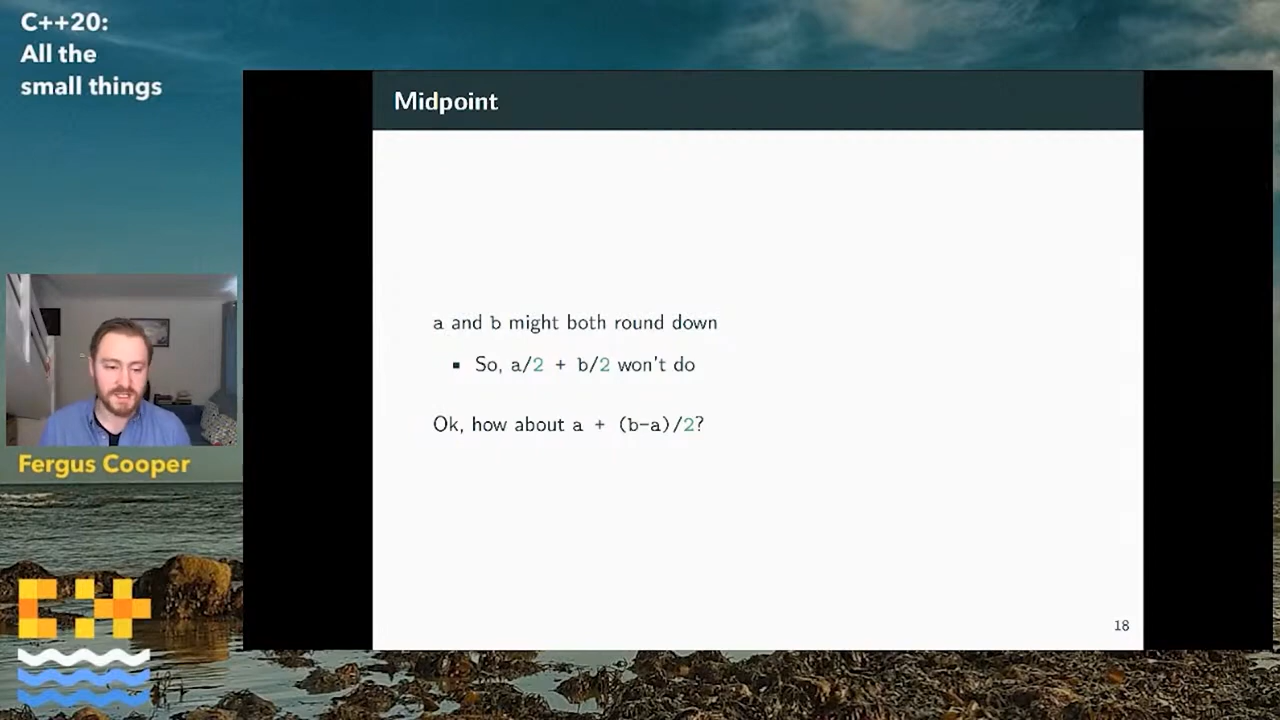 C++20:
All the
small things
Midpoint
a and b might both round down
▪ So, a/2 + b/2 won't do
Ok, how about a + (b-a)/2?
18
Fergus Cooper
C++